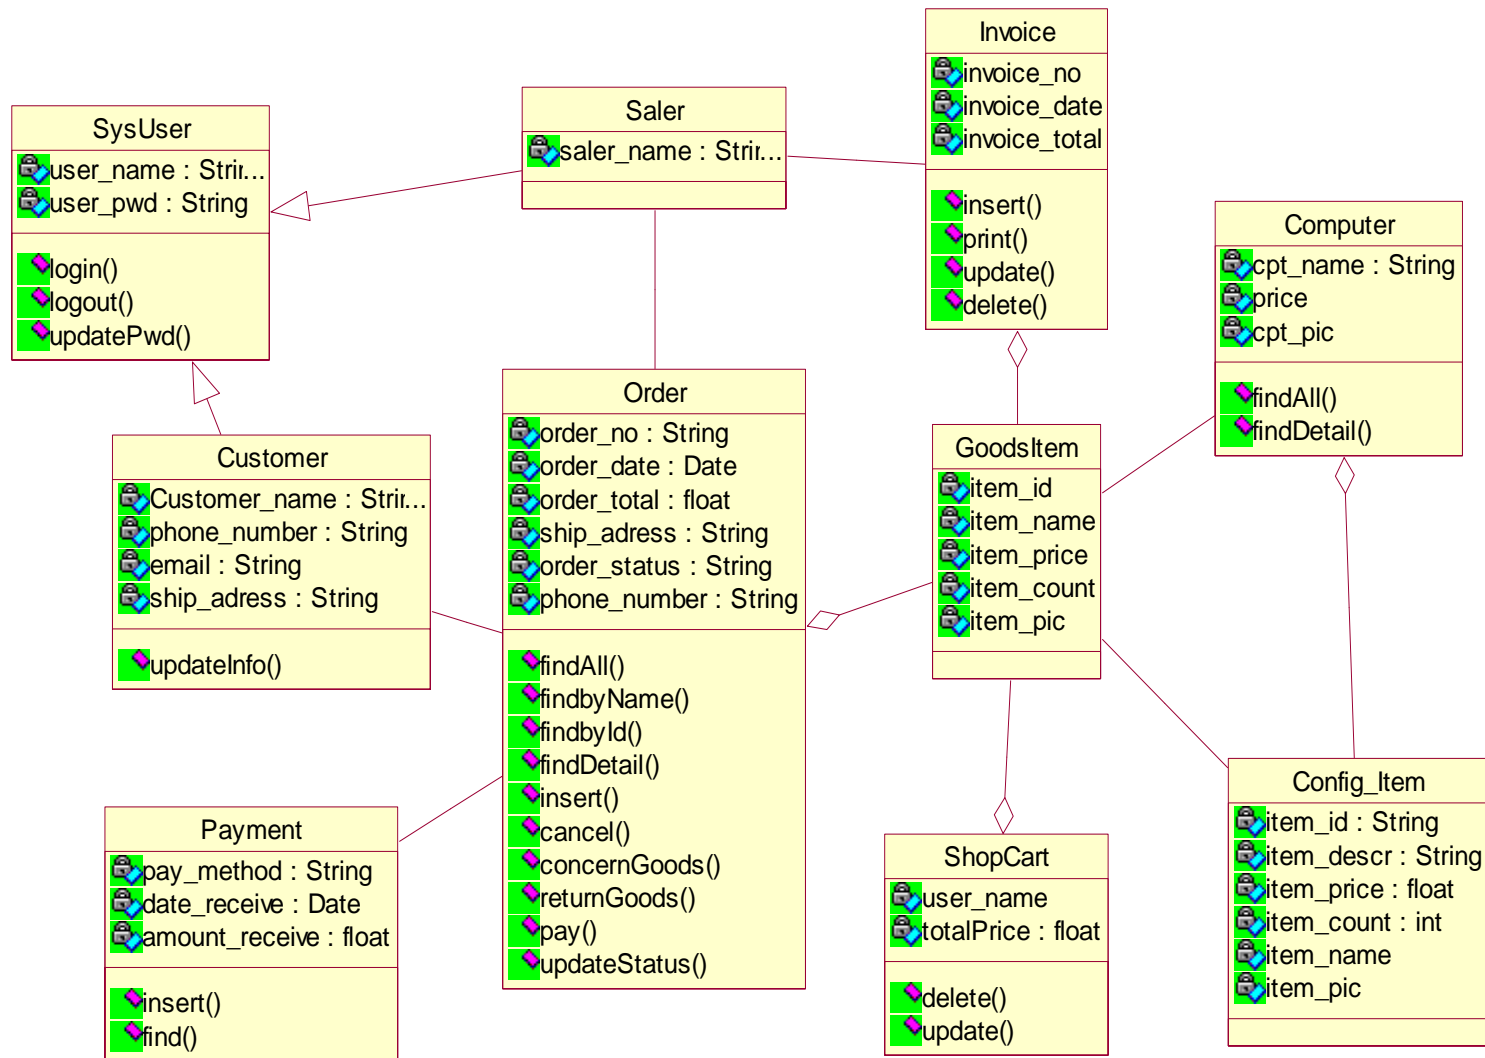 SysUser
user_name : Strir...
user_pwd : String
login()
logout()
updatePwd()
Saler
saler_name : Strir...
Invoice
invoice_no
invoice_date
invoice_total
insert()
print()
update()
delete()
Computer
cpt_name : String
price
cpt_pic
findAll()
findDetail()
Customer
Customer_name : Strir...
phone_number : String
email : String
ship_adress : String
updateInfo()
Order
order_no : String
order_date : Date
order_total : float
ship_adress : String
order_status : String
phone_number : String
findAll()
findbyName()
findbyId()
findDetail()
insert()
cancel()
concernGoods()
returnGoods()
pay()
updateStatus()
GoodsItem
item_id
item_name
item_price
item_count
item_pic
Payment
pay_method : String
date_receive : Date
amount_receive : float
insert()
find()
ShopCart
user_name
totalPrice : float
delete()
update()
Config_Item
item_id : String
item_descr : String
item_price : float
item_count : int
item_name
item_pic